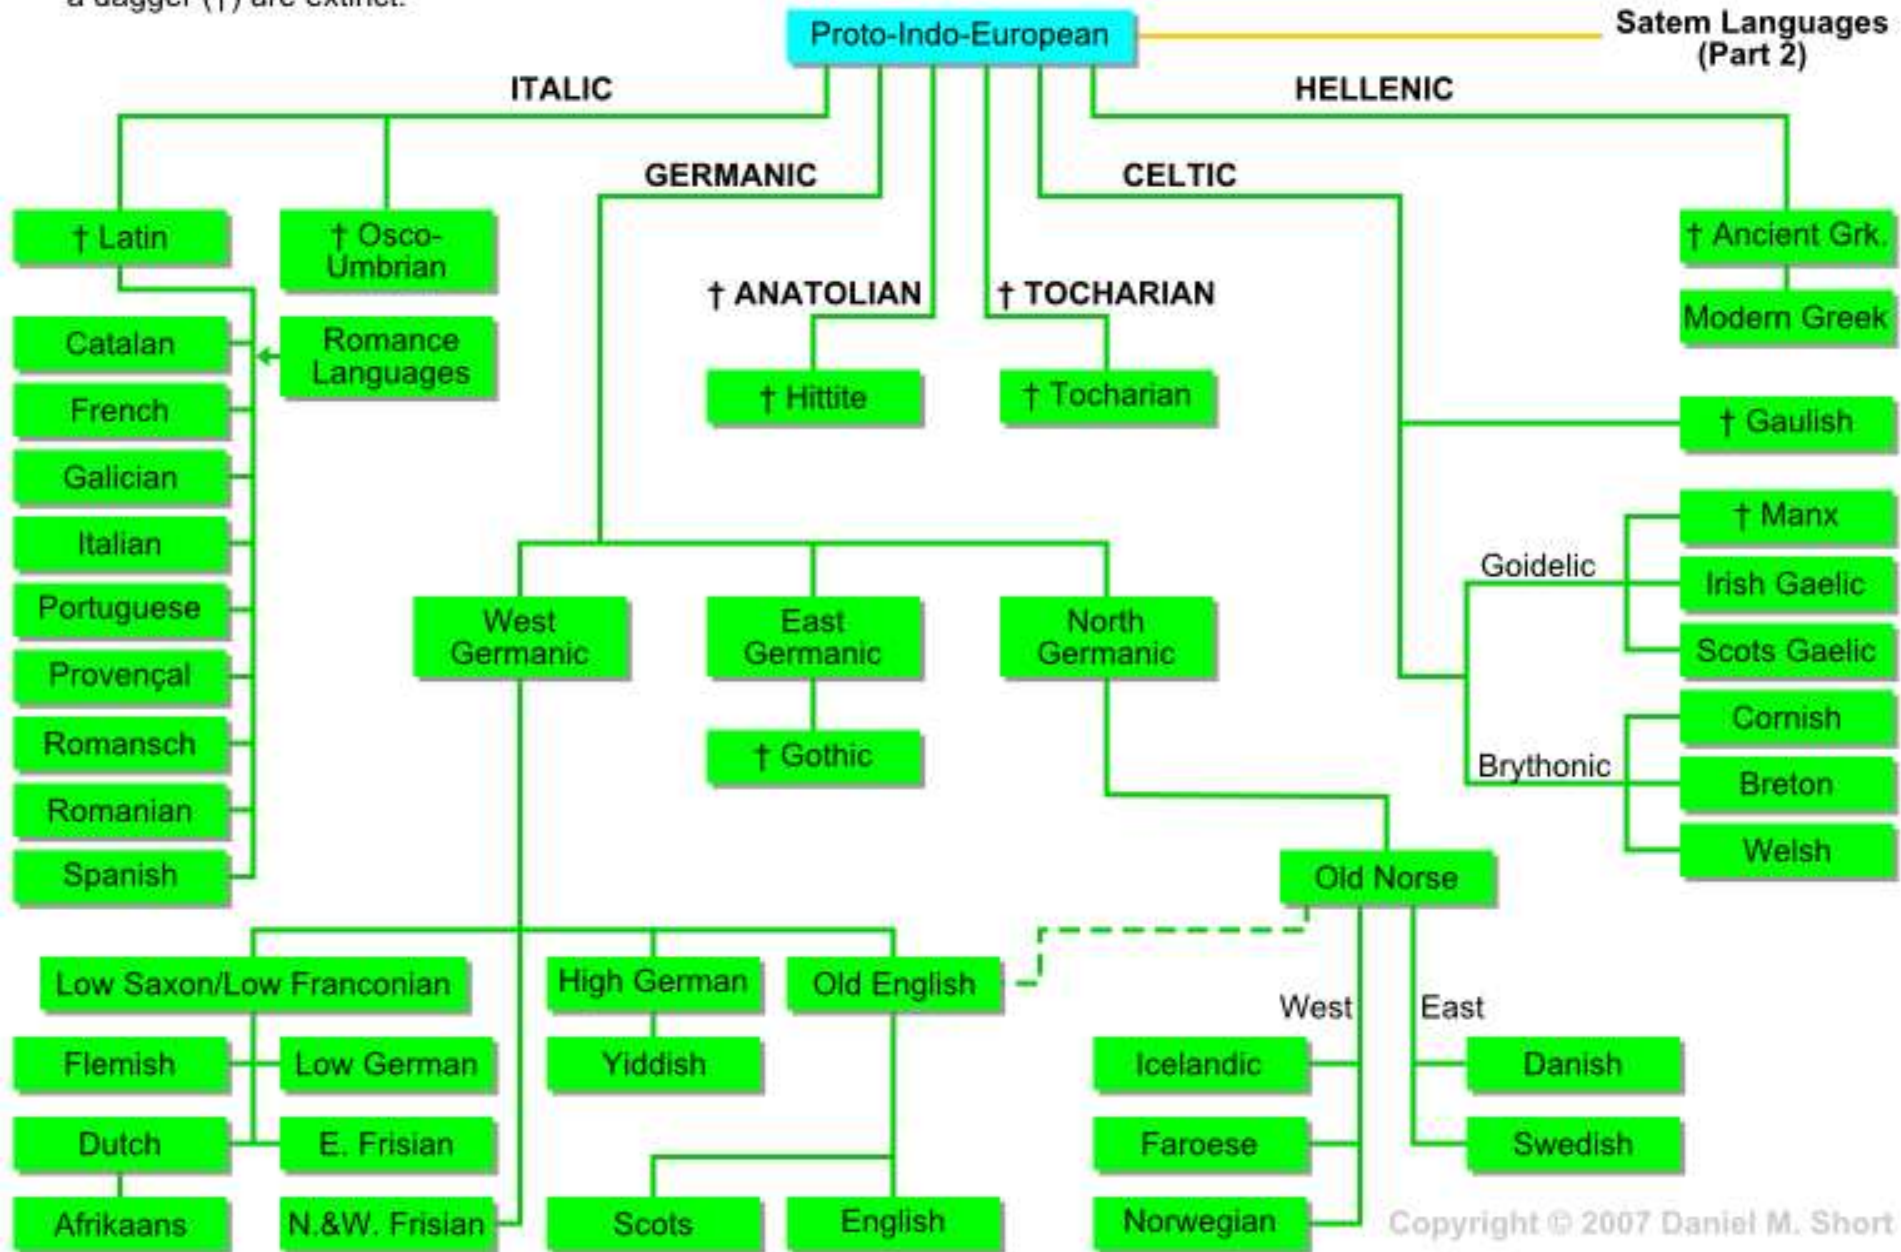 a dagger (†) are extinct.
Proto-Indo-European
Satem Languages
(Part 2)
ITALIC
HELLENIC
GERMANIC
CELTIC
† Latin
† Osco-
Umbrian
† Ancient Grk.
† ANATOLIAN
† TOCHARIAN
Modern Greek
Catalan
Romance
Languages
French
† Hittite
† Tocharian
† Gaulish
Galician
Italian
† Manx
Goidelic
Irish Gaelic
Portuguese
West
Germanic
East
Germanic
North
Germanic
Scots Gaelic
Provençal
Romansch
† Gothic
Cornish
Brythonic
Breton
Romanian
Welsh
Spanish
Old Norse
Low Saxon/Low Franconian
High German
Old English
West
East
Flemish
Low German
Yiddish
Icelandic
Danish
Dutch
E. Frisian
Faroese
Swedish
Afrikaans
N.&W. Frisian
Scots
English
Norwegian
Copyright © 2007 Daniel M. Short